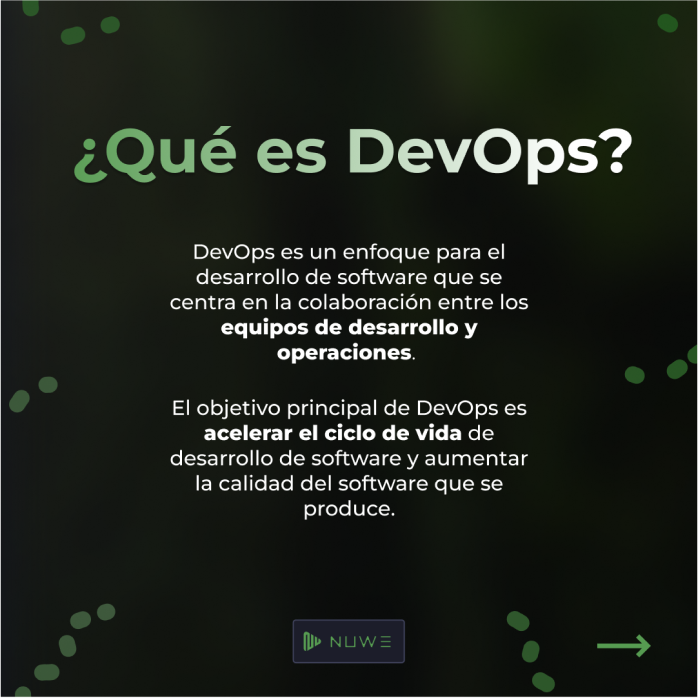 ¿Qué es DevOps?
DevOps es un enfoque para el
desarrollo de software que se
centra en la colaboración entre los
equipos de desarrollo y
operaciones.
El objetivo principal de DevOps es
acelerar el ciclo de vida de
desarrollo de software y aumentar
la calidad del software que se
produce.
NUWE